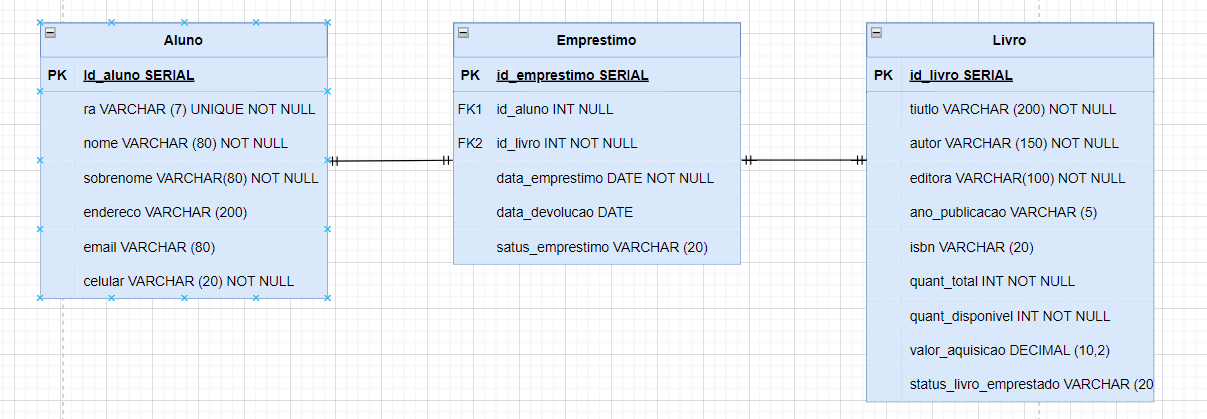 Aluno
PK Id_aluno SERIAL
ra VARCHAR (7) UNIQUE NOT NULL
nome VARCHAR (80) NOT NULL
sobrenome VARCHAR(80) NOT NULL
endereco VARCHAR (200)
email VARCHAR (80)
celular VARCHAR (20) NOT NULL
Emprestimo
PK id_emprestimo SERIAL
FK1 id_aluno INT NULL
FK2 id_livro INT NOT NULL
data_emprestimo DATE NOT NULL
data_devolucao DATE
satus_emprestimo VARCHAR (20)
Livro
PK id_livro SERIAL
tiutlo VARCHAR (200) NOT NULL
autor VARCHAR (150) NOT NULL
editora VARCHAR(100) NOT NULL
ano_publicacao VARCHAR (5)
isbn VARCHAR (20)
quant_total INT NOT NULL
quant_disponivel INT NOT NULL
valor_aquisicao DECIMAL (10,2)
status_livro_emprestado VARCHAR (20